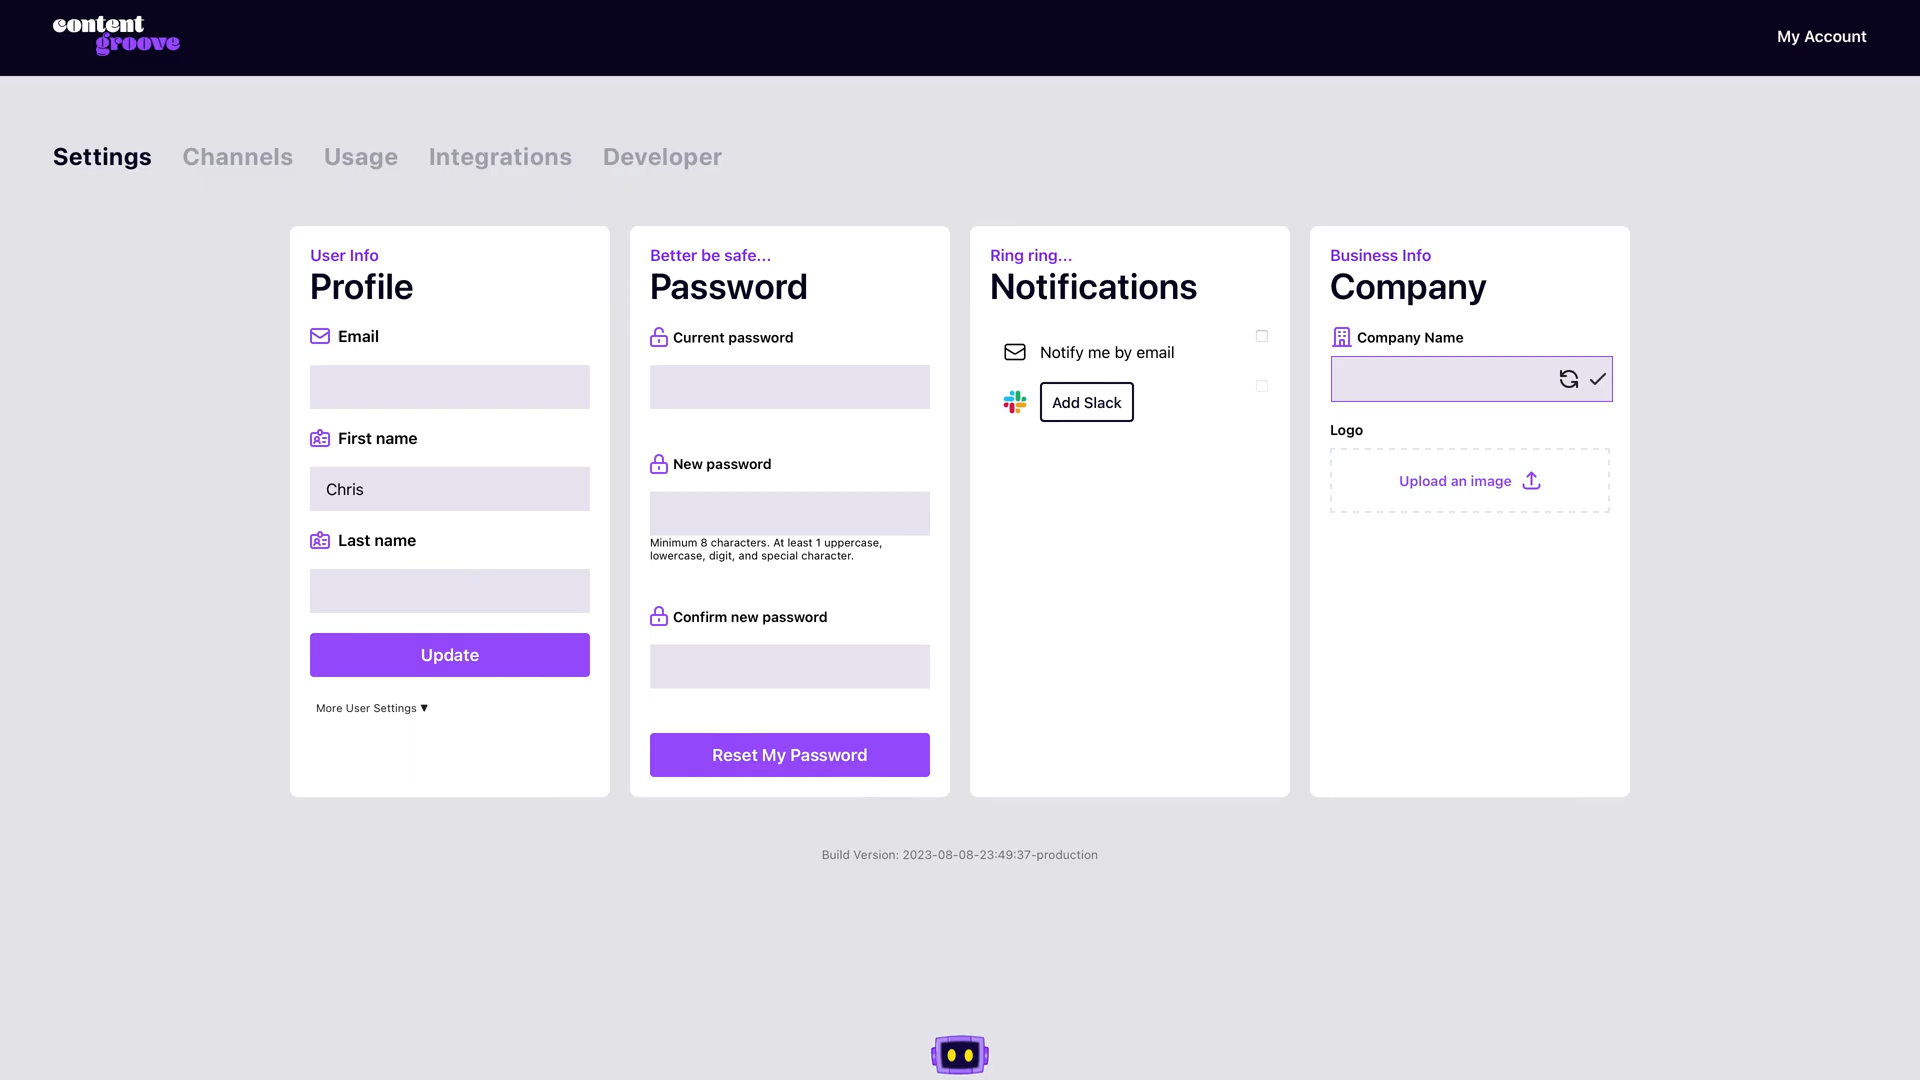 content
groove
My Account
Settings
Channels
Usage
Integrations
Developer
User Info
Profile
Email
First name
Chris
Last name
Update
More User Settings ▼
Better be safe...
Password
Current password
New password
Minimum 8 characters. At least 1 uppercase,
lowercase, digit, and special character.
Confirm new password
Reset My Password
Ring ring...
Notifications
Notify me by email
Add Slack
Business Info
Company
Company Name
Logo
Upload an image
Build Version: 2023-08-08-23:49:37-production